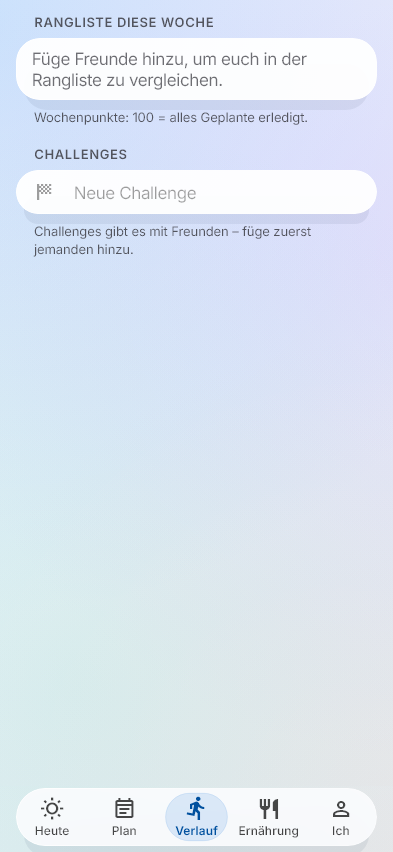 RANGLISTE DIESE WOCHE
Füge Freunde hinzu, um euch in der
Rangliste zu vergleichen.
Wochenpunkte: 100 = alles Geplante erledigt.
CHALLENGES
Neue Challenge
Challenges gibt es mit Freunden – füge zuerst
jemanden hinzu.
Heute
Plan
Verlauf
Ernährung
Ich